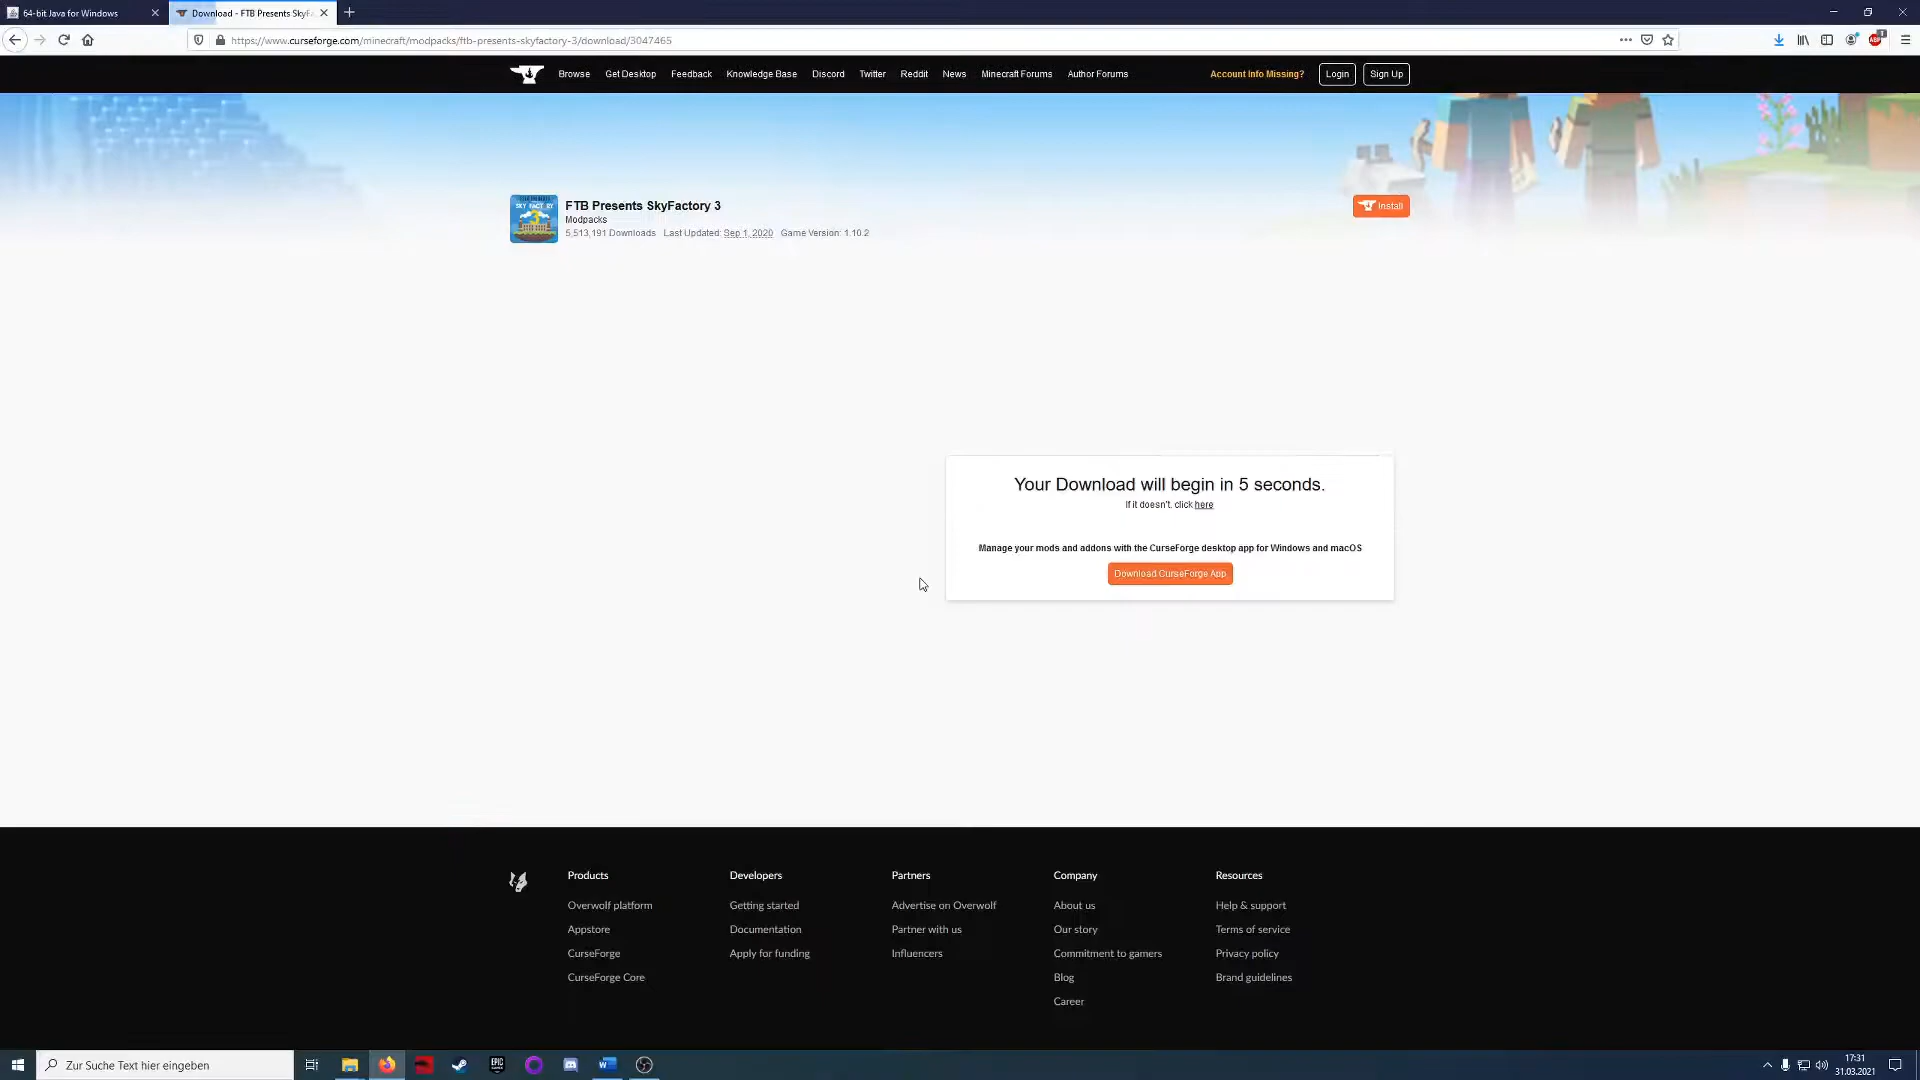 64-bit Java for Windows
Download - FTB Presents SkyFa
https://www.curseforge.com/minecraft/modpacks/ftb-presents-skyfactory-3/download/3047465
Browse Get Desktop Feedback Knowledge Base Discord Twitter Reddit News Minecraft Forums Author Forums Account Info Missing? Login Sign Up
FTB Presents SkyFactory 3
Install
Modpacks
5,513,191 Downloads Last Updated: Sep 1, 2020 Game Version: 1.10.2
SKY FACTORY
3
Your Download will begin in 5 seconds.
If it doesn't, click here
Manage your mods and addons with the CurseForge desktop app for Windows and macOS
Download CurseForge App
Products Developers Partners Company Resources
Overwolf platform Getting started Advertise on Overwolf About us Help & support
Appstore Documentation Partner with us Our story Terms of service
CurseForge Apply for funding Influencers Commitment to gamers Privacy policy
CurseForge Core Blog Brand guidelines
Career
Zur Suche Text hier eingeben
EPIC
W
17:31
31.03.2021